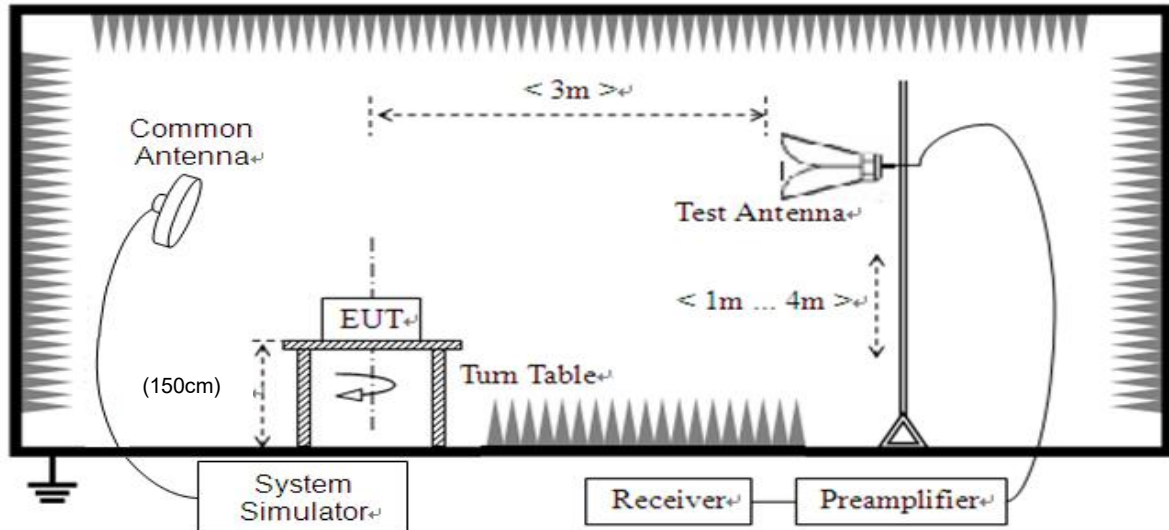 < 3m >↵
Common
Antenna↵
Test Antenna↵
< 1m ... 4m >↵
EUT↵
(150cm)
Turn Table↵
System
Simulator↵
Receiver↵
Preamplifier↵